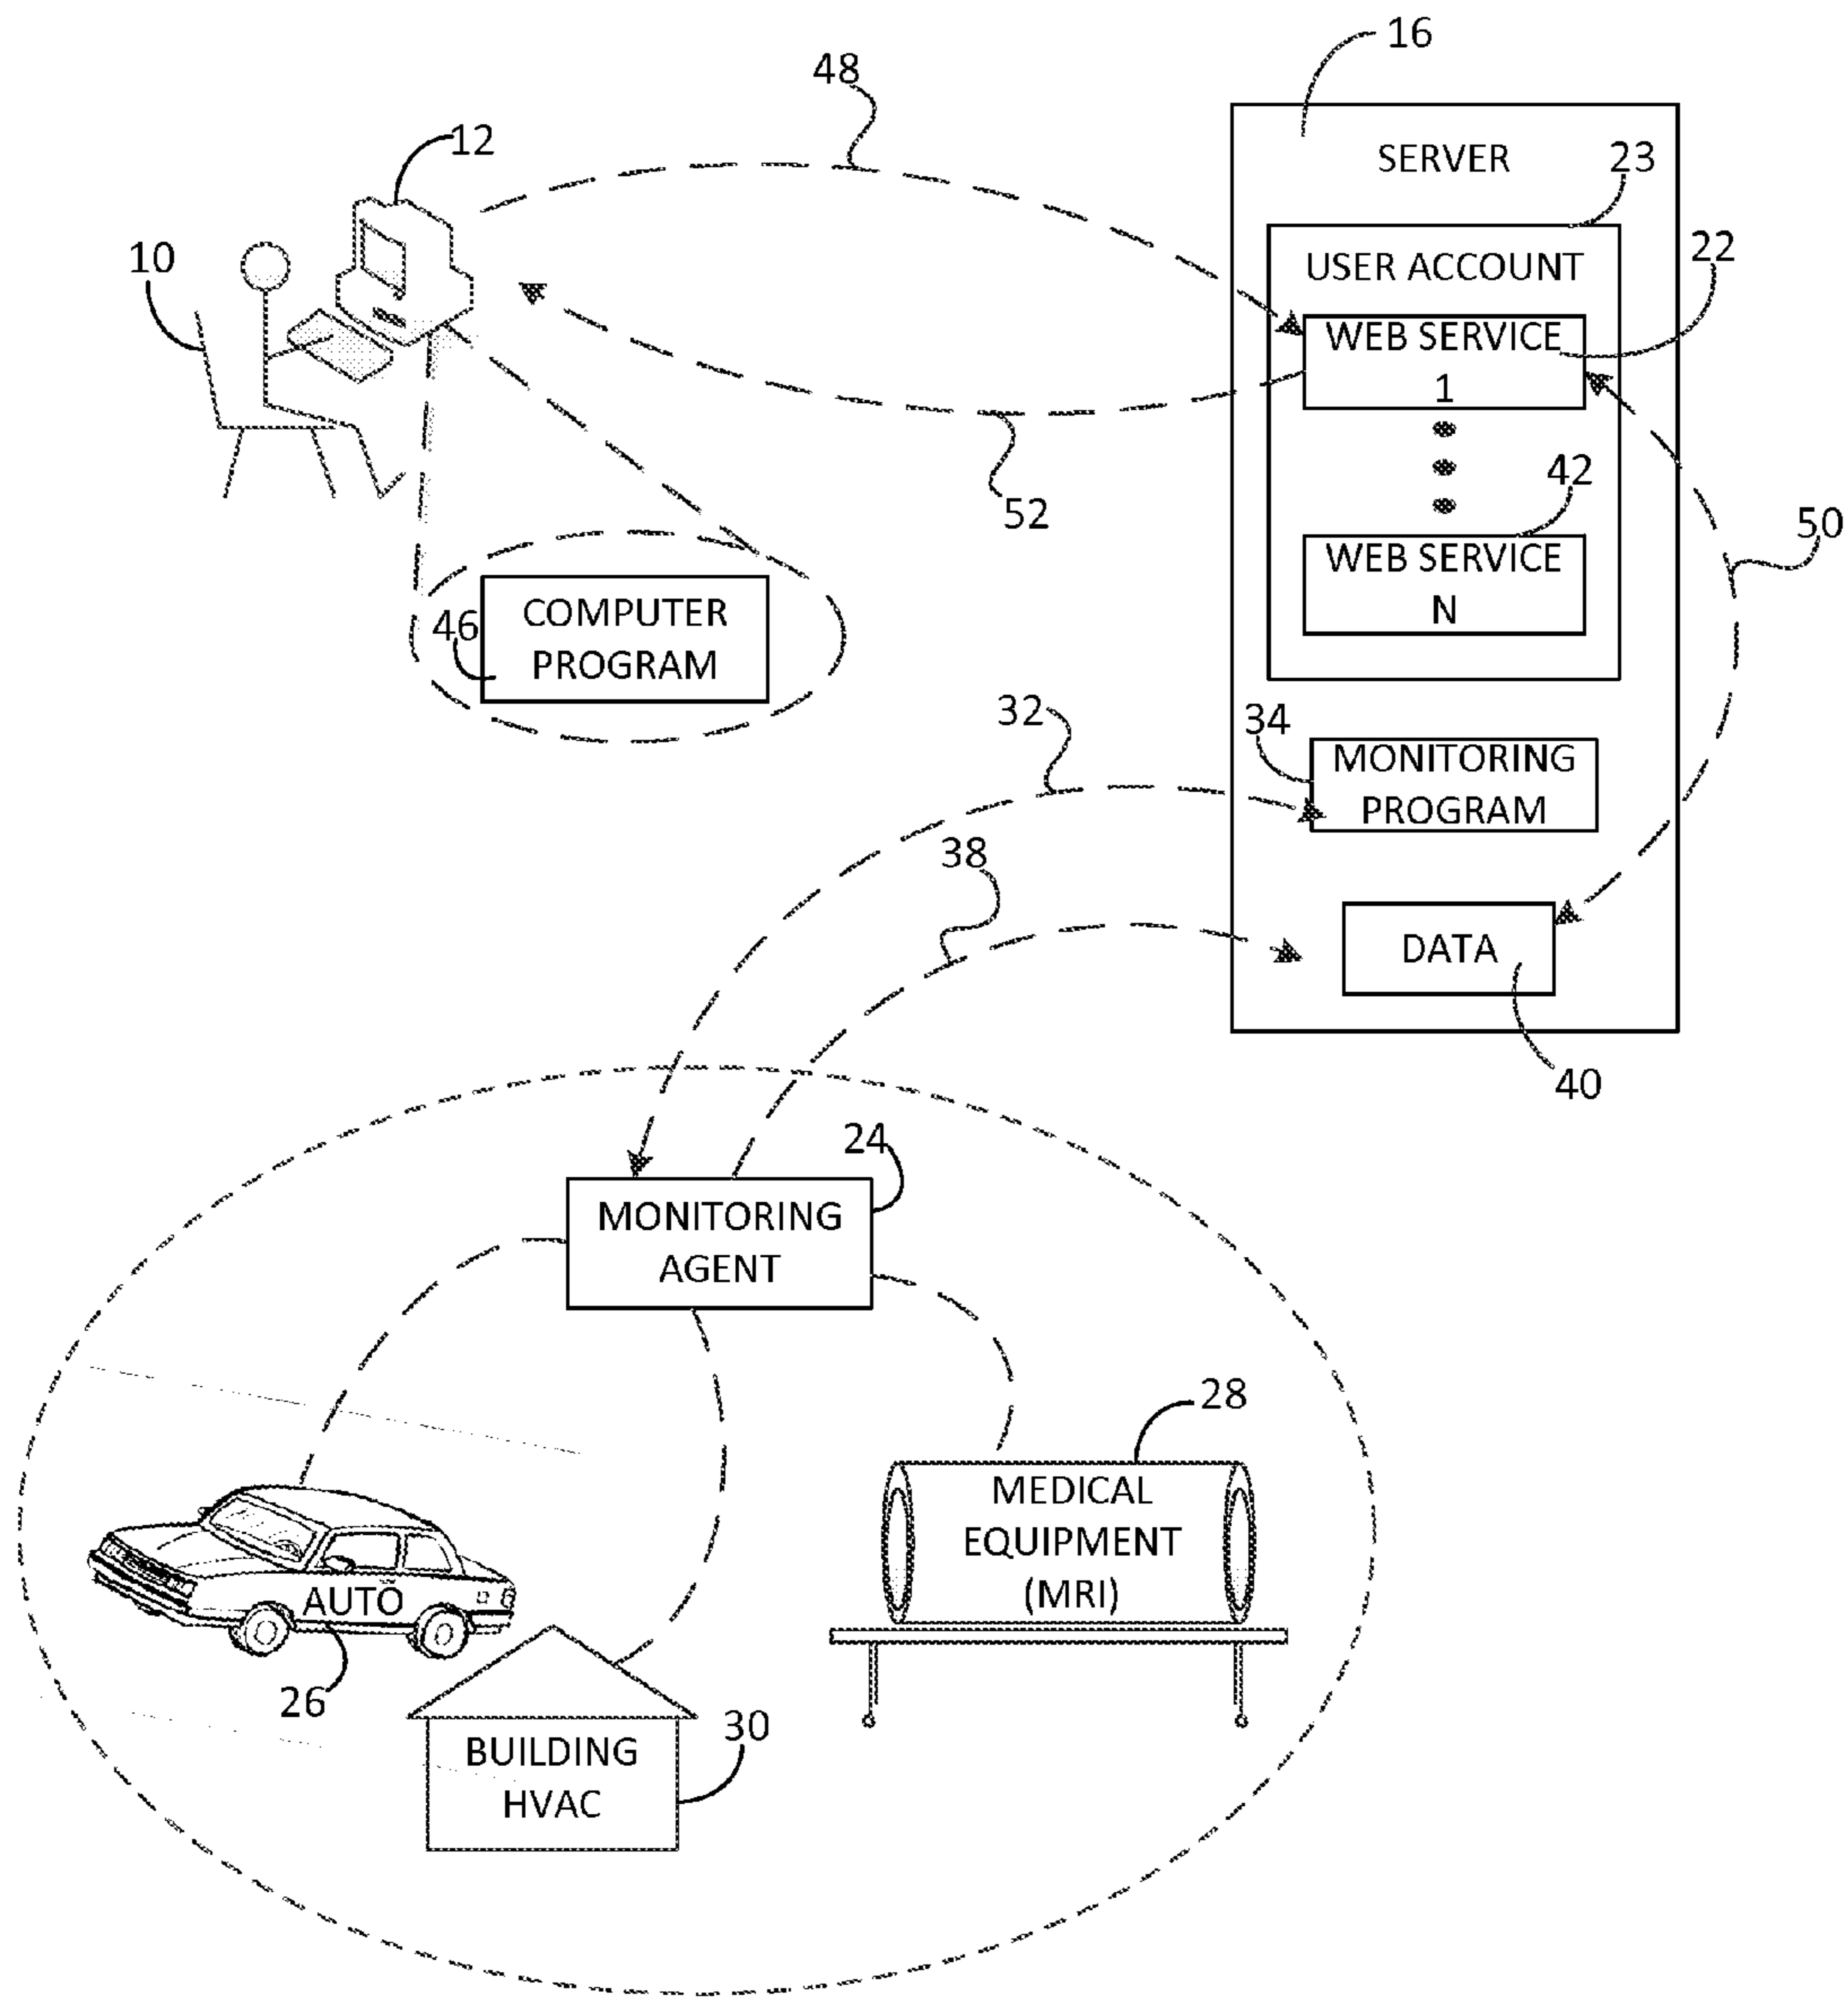 16
48
12
SERVER
23
10
USER ACCOUNT
22
WEB SERVICE
1
42
52
50
WEB SERVICE
N
COMPUTER
46
PROGRAM
32
34
MONITORING
PROGRAM
38
DATA
40
24
MONITORING
AGENT
28
MEDICAL
EQUIPMENT
(MRI)
AUTO
26
30
BUILDING
HVAC